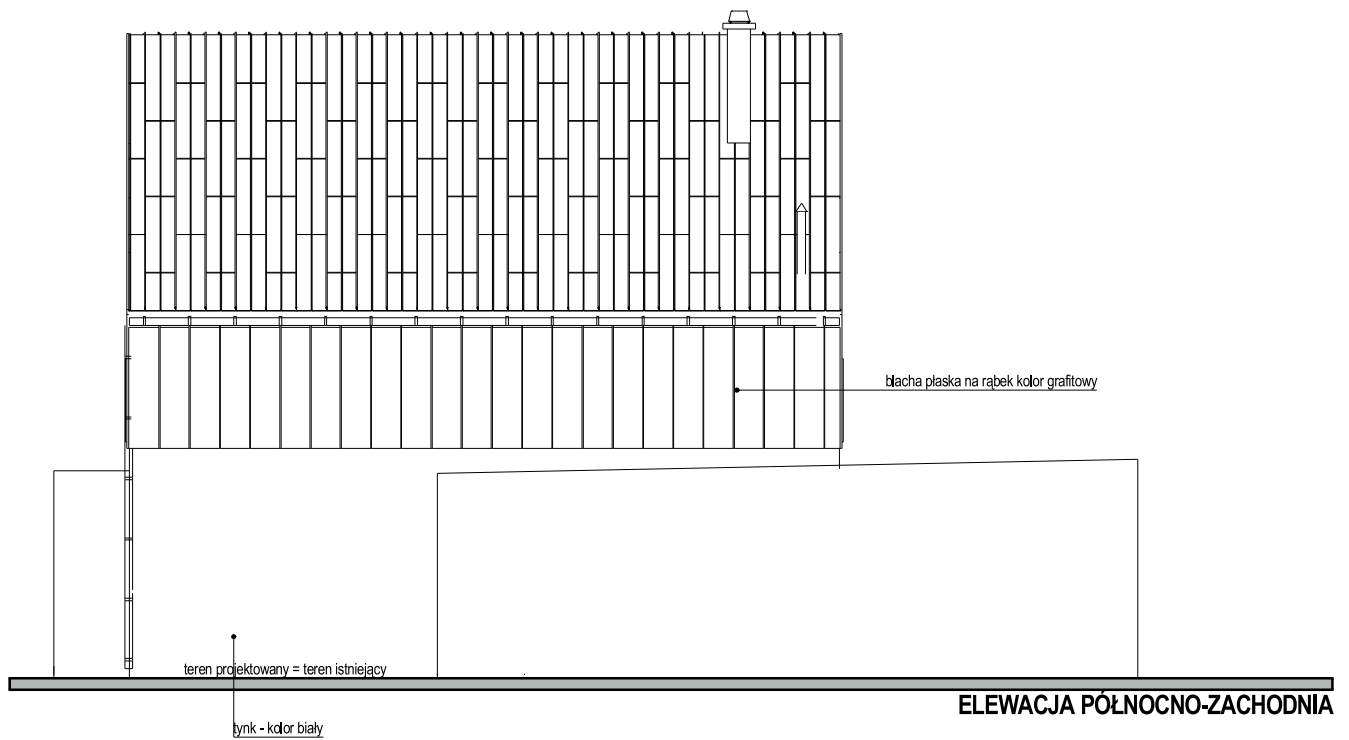 blacha płaska na rąbek kolor grafitowy
teren projektowany = teren istniejący
ELEWACJA PÓŁNOCNO-ZACHODNIA
tynk - kolor biały